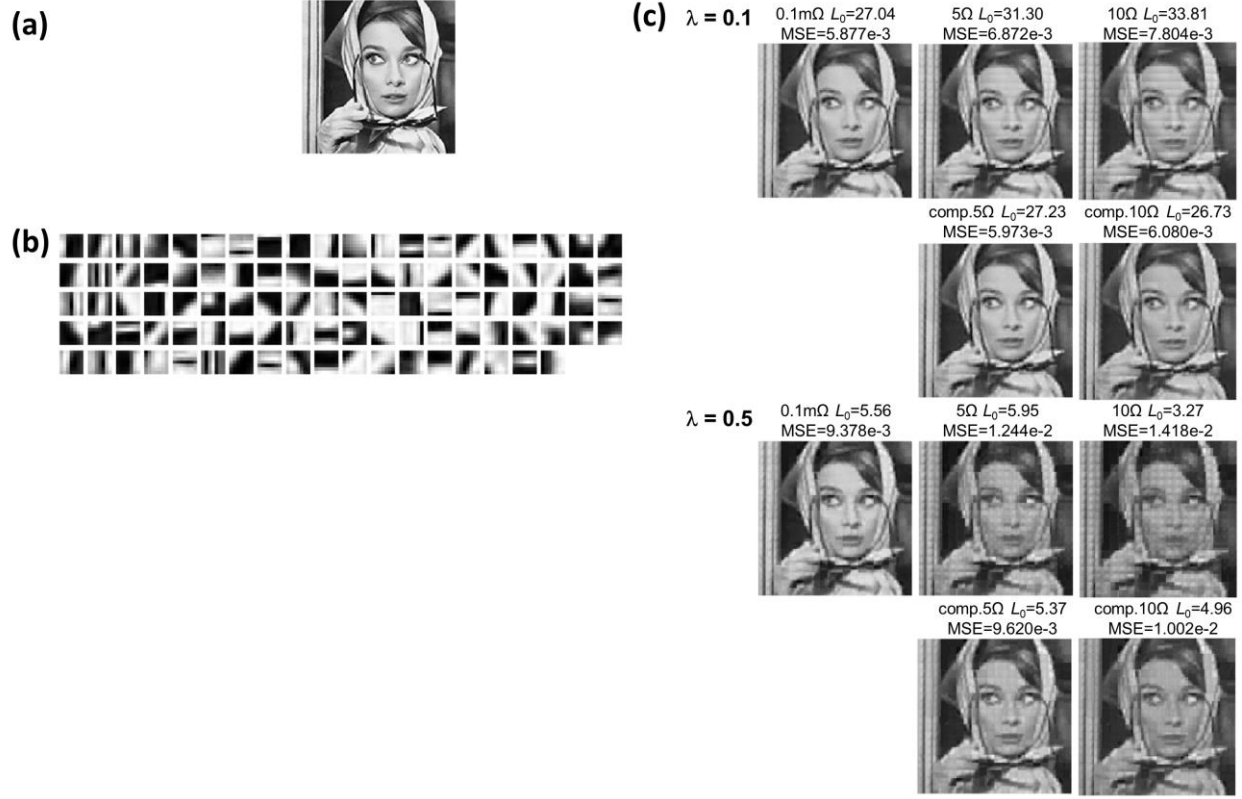 (a)
(b)
(c) λ = 0.1
0.1mΩ L₀=27.04
MSE=5.877e-3
5Ω L₀=31.30
MSE=6.872e-3
10Ω L₀=33.81
MSE=7.804e-3
comp.5Ω L₀=27.23
MSE=5.973e-3
comp.10Ω L₀=26.73
MSE=6.080e-3
λ = 0.5
0.1mΩ L₀=5.56
MSE=9.378e-3
5Ω L₀=5.95
MSE=1.244e-2
10Ω L₀=3.27
MSE=1.418e-2
comp.5Ω L₀=5.37
MSE=9.620e-3
comp.10Ω L₀=4.96
MSE=1.002e-2